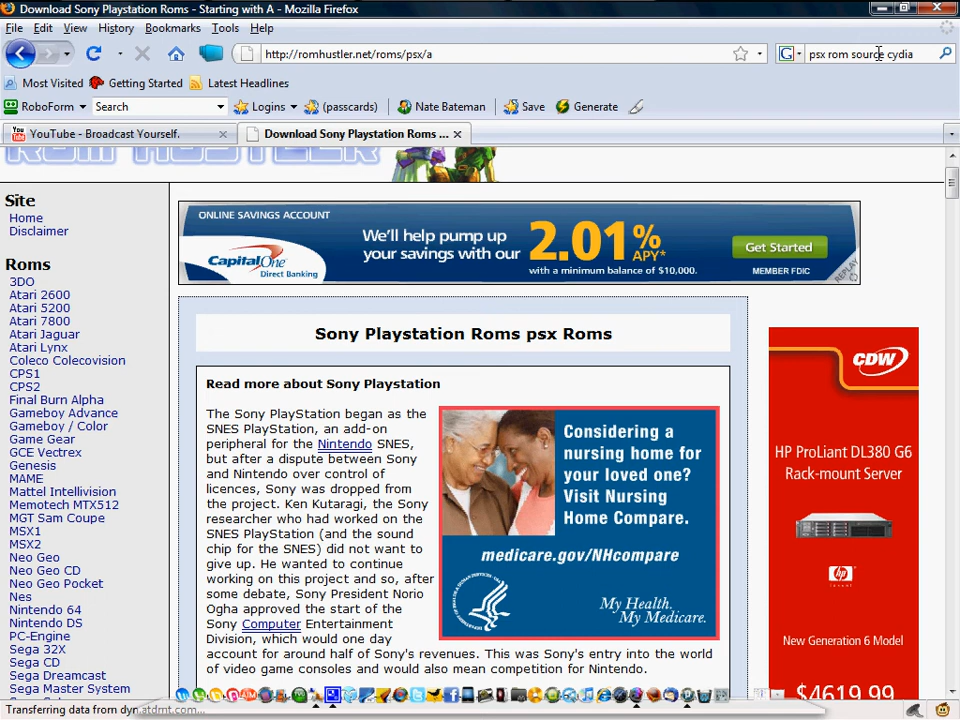 Download Sony Playstation Roms - Starting with A - Mozilla Firefox
File Edit View History Bookmarks Tools Help
http://romhustler.net/roms/psx/a
psx rom source cydia
Most Visited Getting Started Latest Headlines
RoboForm Search Logins (passcards) Nate Bateman Save Generate
YouTube - Broadcast Yourself.
Download Sony Playstation Roms ...
ROM HUSTLER
Site
Home
Disclaimer
Roms
3DO
Atari 2600
Atari 5200
Atari 7800
Atari Jaguar
Atari Lynx
Coleco Colecovision
CPS1
CPS2
Final Burn Alpha
Gameboy Advance
Gameboy / Color
Game Gear
GCE Vectrex
Genesis
MAME
Mattel Intellivision
Memotech MTX512
MGT Sam Coupe
MSX1
MSX2
Neo Geo
Neo Geo CD
Neo Geo Pocket
Nes
Nintendo 64
Nintendo DS
PC-Engine
Sega 32X
Sega CD
Sega Dreamcast
Sega Master System
ONLINE SAVINGS ACCOUNT
Capital One
Direct Banking
We'll help pump up
your savings with our
2.01% APY*
with a minimum balance of $10,000.
Get Started
MEMBER FDIC
REPLAY
Sony Playstation Roms psx Roms
Read more about Sony Playstation
The Sony PlayStation began as the
SNES PlayStation, an add-on
peripheral for the Nintendo SNES,
but after a dispute between Sony
and Nintendo over control of
licences, Sony was dropped from
the project. Ken Kutaragi, the Sony
researcher who had worked on the
SNES PlayStation (and the sound
chip for the SNES) did not want to
give up. He wanted to continue
working on this project and so, after
some debate, Sony President Norio
Ogha approved the start of the
Sony Computer Entertainment
Division, which would one day
account for around half of Sony's revenues. This was Sony's entry into the world
of video game consoles and would also mean competition for Nintendo.
Considering a
nursing home for
your loved one?
Visit Nursing
Home Compare.
medicare.gov/NHcompare
My Health.
My Medicare.
CDW
HP ProLiant DL380 G6
Rack-mount Server
hp
invent
New Generation 6 Model
$4619.99
Transferring data from dyn.atdmt.com...